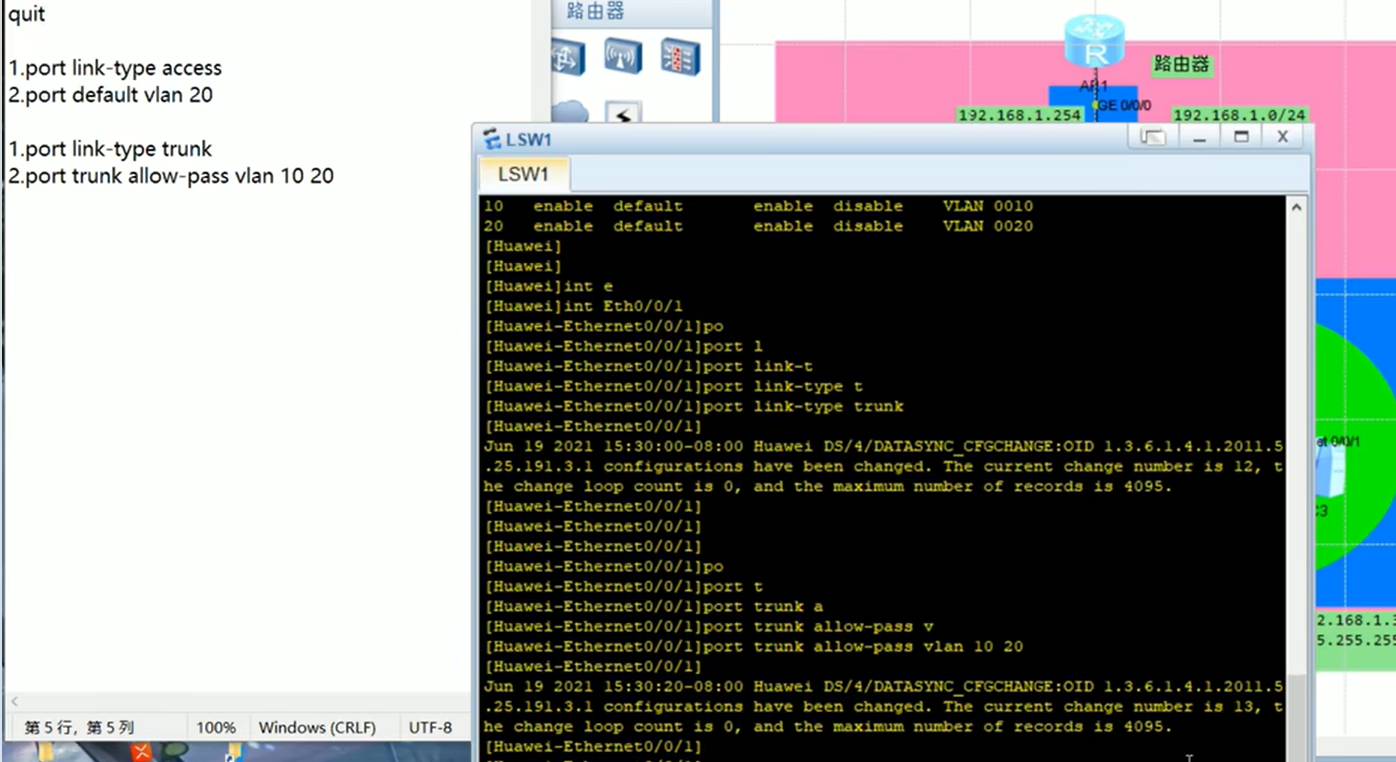 quit
1.port link-type access
2.port default vlan 20
1.port link-type trunk
2.port trunk allow-pass vlan 10 20
第 5 行，第 5 列
100%
Windows (CRLF)
UTF-8
路由器
R
路由器
AR1
GE 0/0/0
192.168.1.254
192.168.1.0/24
LSW1
LSW1
10 enable default enable disable VLAN 0010
20 enable default enable disable VLAN 0020
[Huawei]
[Huawei]
[Huawei]int e
[Huawei]int Eth0/0/1
[Huawei-Ethernet0/0/1]po
[Huawei-Ethernet0/0/1]port l
[Huawei-Ethernet0/0/1]port link-t
[Huawei-Ethernet0/0/1]port link-type t
[Huawei-Ethernet0/0/1]port link-type trunk
[Huawei-Ethernet0/0/1]
Jun 19 2021 15:30:00-08:00 Huawei DS/4/DATASYNC_CFGCHANGE:OID 1.3.6.1.4.1.2011.5
.25.191.3.1 configurations have been changed. The current change number is 12, t
he change loop count is 0, and the maximum number of records is 4095.
[Huawei-Ethernet0/0/1]
[Huawei-Ethernet0/0/1]
[Huawei-Ethernet0/0/1]
[Huawei-Ethernet0/0/1]po
[Huawei-Ethernet0/0/1]port t
[Huawei-Ethernet0/0/1]port trunk a
[Huawei-Ethernet0/0/1]port trunk allow-pass v
[Huawei-Ethernet0/0/1]port trunk allow-pass vlan 10 20
[Huawei-Ethernet0/0/1]
Jun 19 2021 15:30:20-08:00 Huawei DS/4/DATASYNC_CFGCHANGE:OID 1.3.6.1.4.1.2011.5
.25.191.3.1 configurations have been changed. The current change number is 13, t
he change loop count is 0, and the maximum number of records is 4095.
[Huawei-Ethernet0/0/1]
et 0/0/1
C3
2.168.1.3
5.255.255